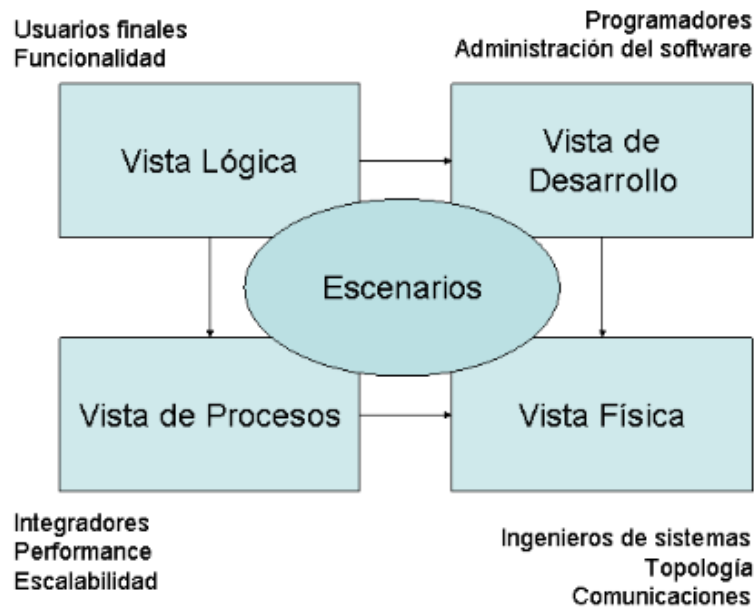 Usuarios finales
Funcionalidad
Programadores
Administración del software
Vista Lógica
Vista de
Desarrollo
Escenarios
Vista de Procesos
Vista Física
Integradores
Performance
Escalabilidad
Ingenieros de sistemas
Topología
Comunicaciones